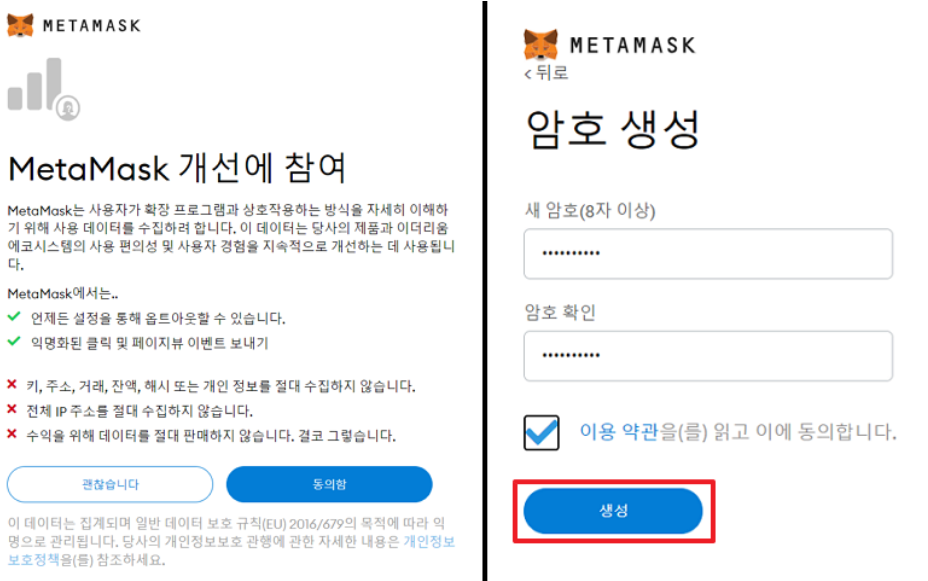 METAMASK
MetaMask 개선에 참여
MetaMask는 사용자가 확장 프로그램과 상호작용하는 방식을 자세히 이해하
기 위해 사용 데이터를 수집하려 합니다. 이 데이터는 당사의 제품과 이더리움
에코시스템의 사용 편의성 및 사용자 경험을 지속적으로 개선하는 데 사용됩니
다.
MetaMask에서는..
언제든 설정을 통해 옵트아웃할 수 있습니다.
익명화된 클릭 및 페이지뷰 이벤트 보내기
키, 주소, 거래, 잔액, 해시 또는 개인 정보를 절대 수집하지 않습니다.
전체 IP 주소를 절대 수집하지 않습니다.
수익을 위해 데이터를 절대 판매하지 않습니다. 결코 그렇습니다.
괜찮습니다
동의함
이 데이터는 집계되며 일반 데이터 보호 규칙(EU) 2016/679의 목적에 따라 익
명으로 관리됩니다. 당사의 개인정보보호 관행에 관한 자세한 내용은 개인정보
보호정책을(를) 참조하세요.
METAMASK
< 뒤로
암호 생성
새 암호(8자 이상)
••••••••••
암호 확인
••••••••••
이용 약관을(를) 읽고 이에 동의합니다.
생성